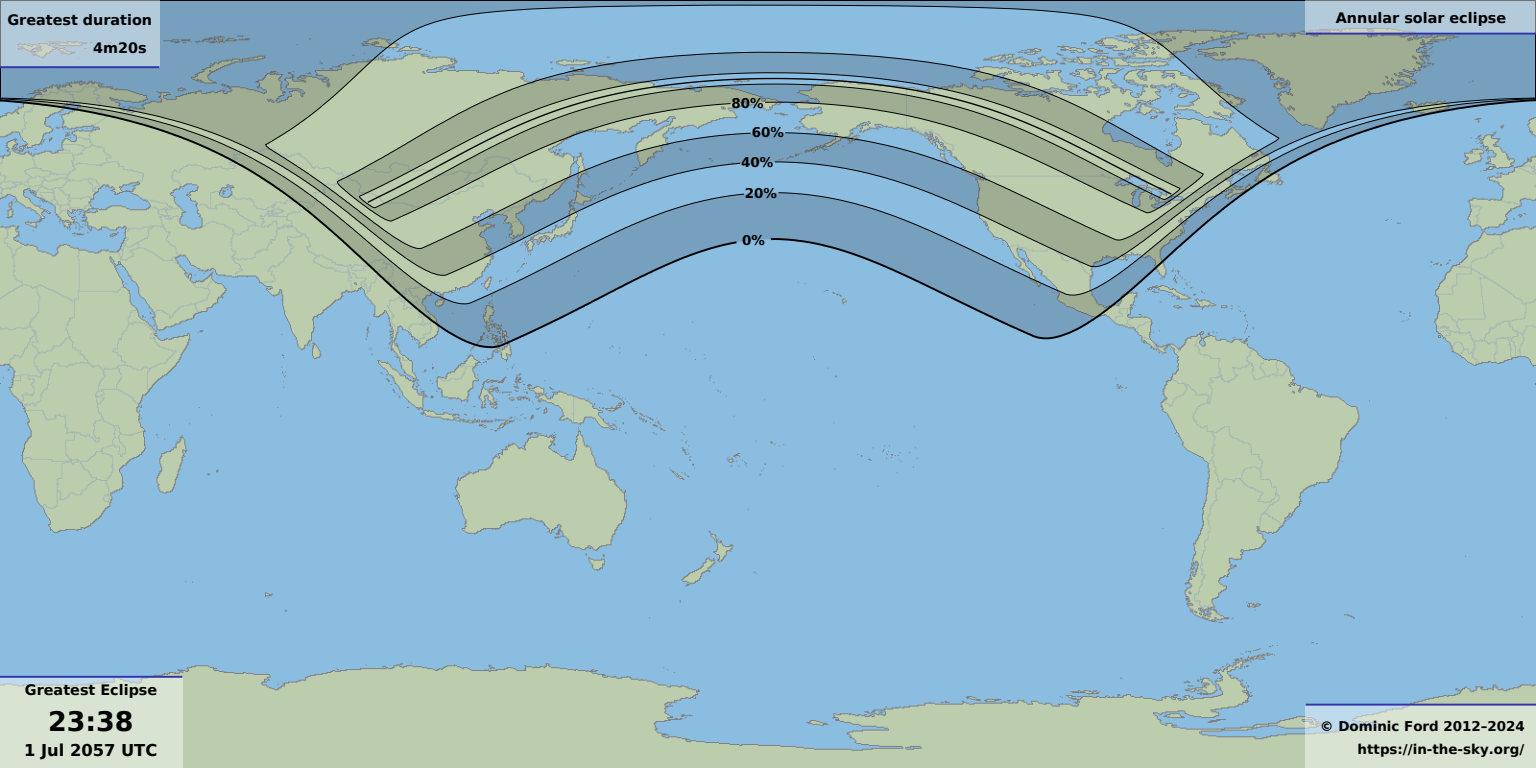 Greatest duration
4m20s
Annular solar eclipse
80%
60%
40%
20%
0%
Greatest Eclipse
23:38
1 Jul 2057 UTC
© Dominic Ford 2012–2024
https://in-the-sky.org/